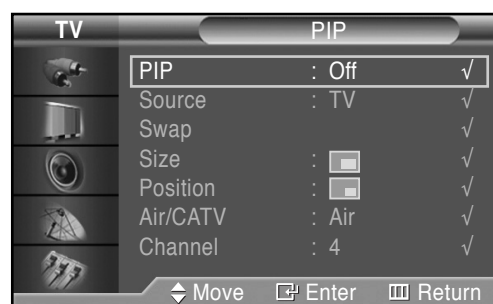 TV PIP
PIP : Off √
Source : TV √
Swap √
Size : √
Position : √
Air/CATV : Air √
Channel : 4 √
Move Enter Return